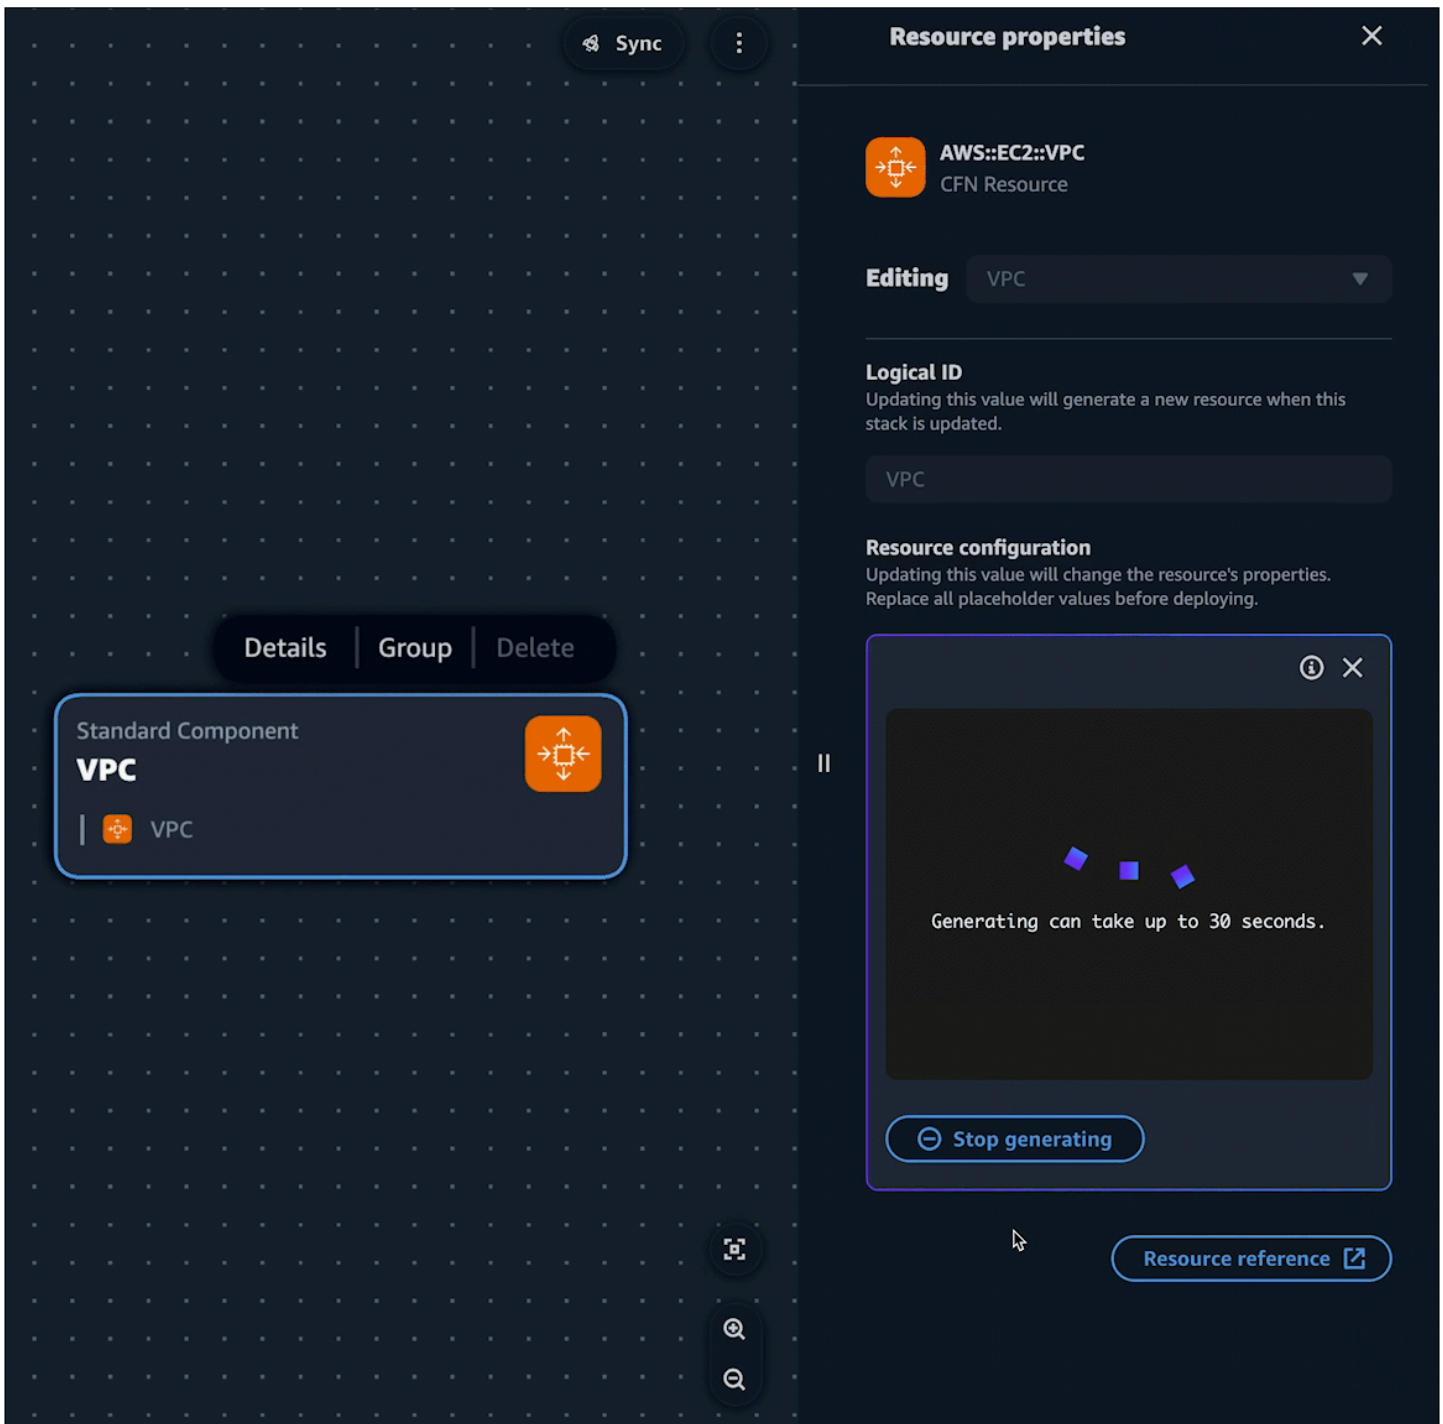 Sync
Resource properties
AWS::EC2::VPC
CFN Resource
Editing
VPC
Logical ID
Updating this value will generate a new resource when this
stack is updated.
VPC
Resource configuration
Updating this value will change the resource's properties.
Replace all placeholder values before deploying.
Details
Group
Delete
Standard Component
VPC
VPC
Generating can take up to 30 seconds.
Stop generating
Resource reference